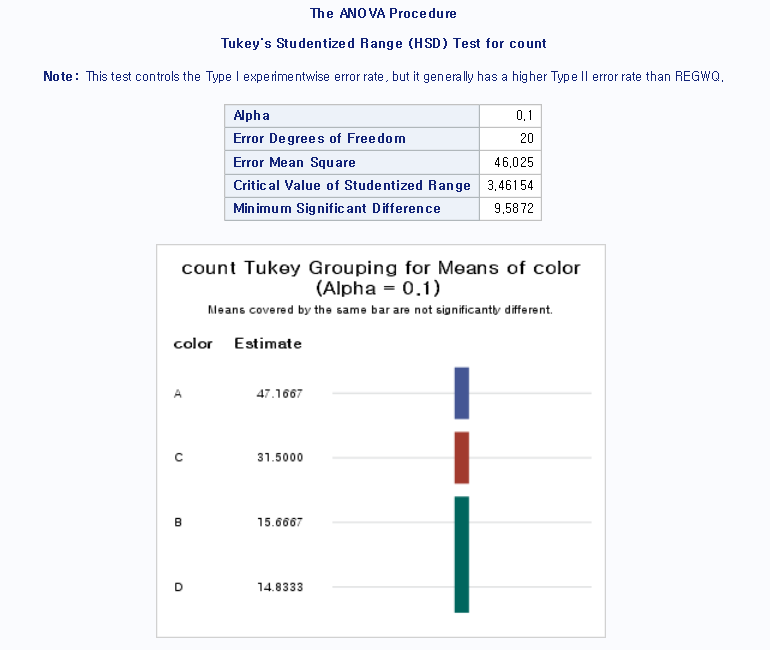 The ANOVA Procedure
Tukey's Studentized Range (HSD) Test for count
Note: This test controls the Type I experimentwise error rate, but it generally has a higher Type II error rate than REGWQ.
Alpha 0.1
Error Degrees of Freedom 20
Error Mean Square 46.025
Critical Value of Studentized Range 3.46154
Minimum Significant Difference 9.5872
count Tukey Grouping for Means of color
(Alpha = 0.1)
Means covered by the same bar are not significantly different.
color Estimate
A 47.1667
C 31.5000
B 15.6667
D 14.8333